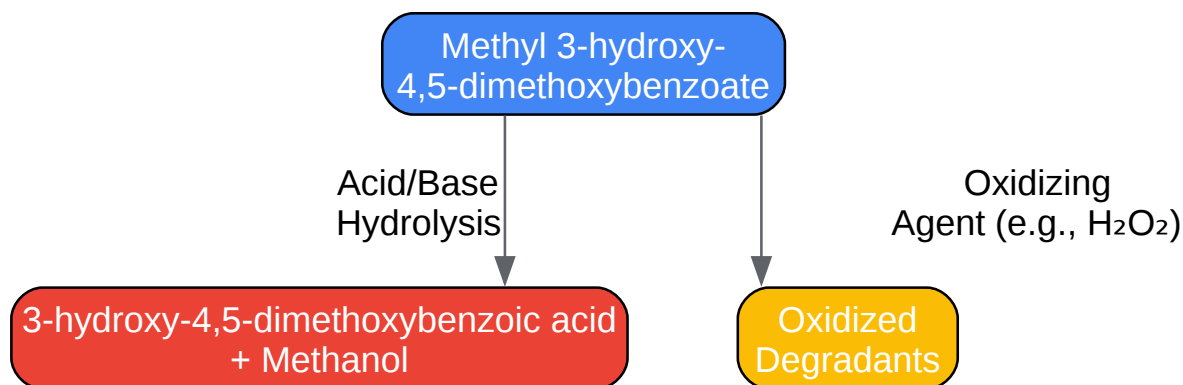 Methyl 3-hydroxy-
4,5-dimethoxybenzoate
Acid/Base
Hydrolysis
Oxidizing
Agent (e.g., H₂O₂)
3-hydroxy-4,5-dimethoxybenzoic acid
+ Methanol
Oxidized
Degradants